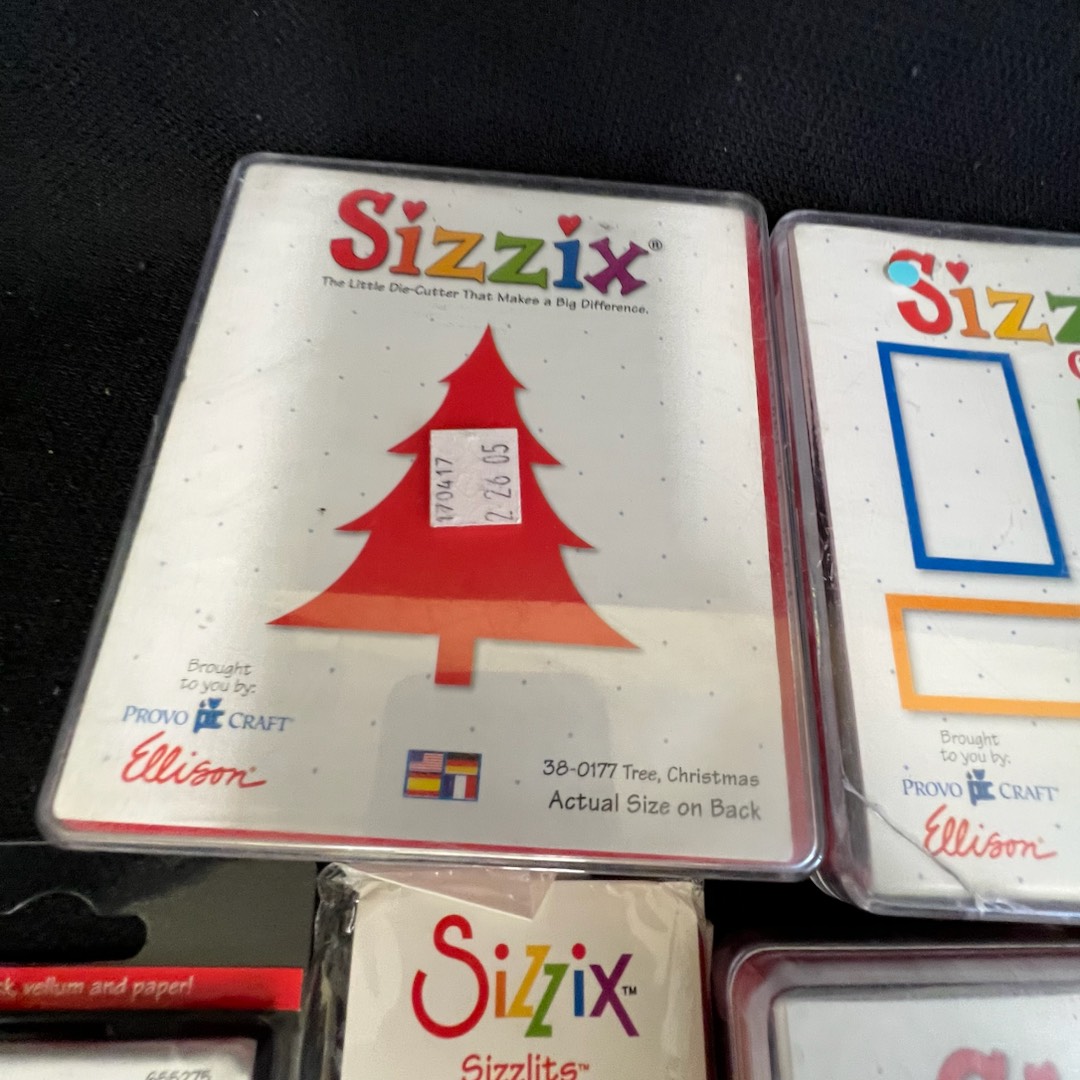 Sizzix®
The Little Die-Cutter That Makes a Big Difference.
170417
2 26 05
Brought
to you by:
PROVO CRAFT
Ellison
38-0177 Tree, Christmas
Actual Size on Back
Sizz
Brought
to you by:
PROVO CRAFT
Ellison
vellum and paper!
655275
Sizzix™
Sizzlits™